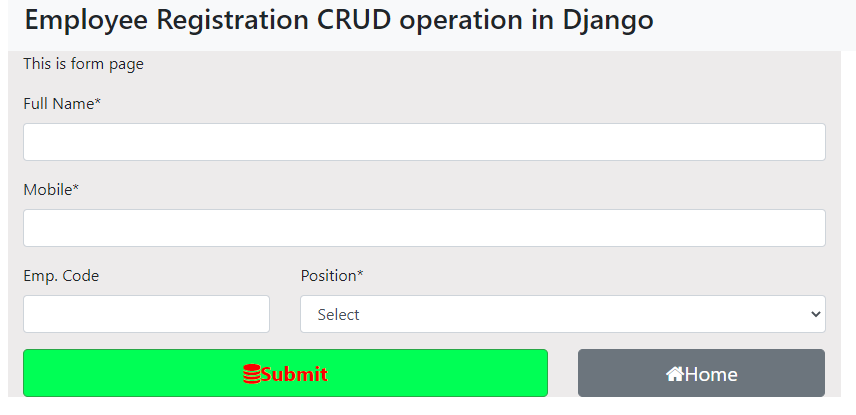 Employee Registration CRUD operation in Django
This is form page
Full Name*
Mobile*
Emp. Code Position*
Select
Submit Home